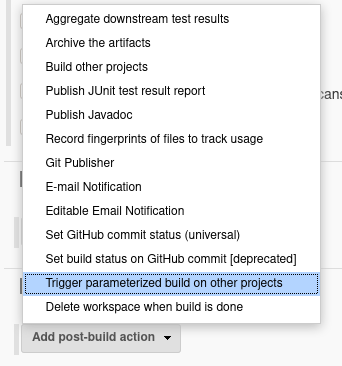 Aggregate downstream test results
Archive the artifacts
Build other projects
Publish JUnit test result report
Publish Javadoc
Record fingerprints of files to track usage
Git Publisher
E-mail Notification
Editable Email Notification
Set GitHub commit status (universal)
Set build status on GitHub commit [deprecated]
Trigger parameterized build on other projects
Delete workspace when build is done
Add post-build action